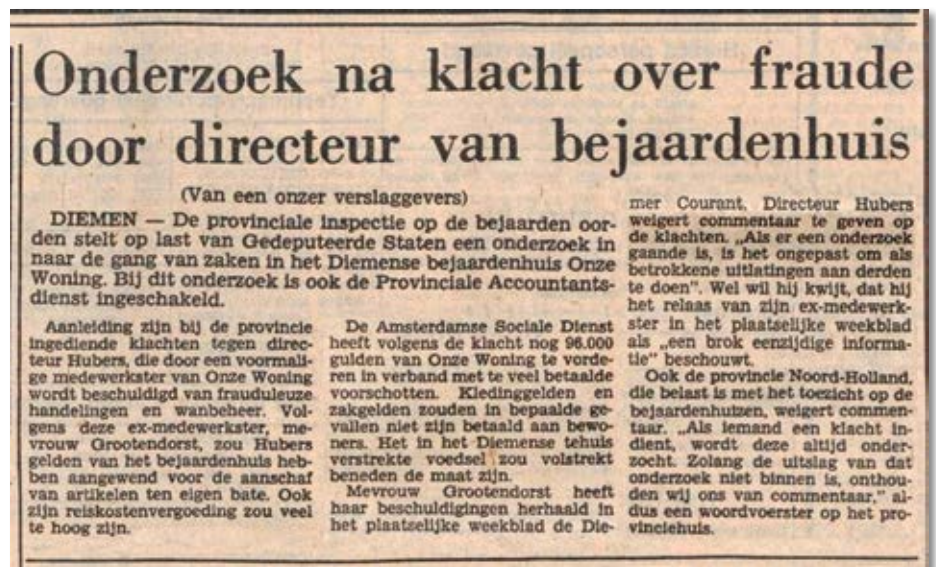 Onderzoek na klacht over fraude
door directeur van bejaardenhuis
(Van een onzer verslaggevers)
DIEMEN — De provinciale inspectie op de bejaarden oor-
den stelt op last van Gedeputeerde Staten een onderzoek in
naar de gang van zaken in het Diemense bejaardenhuis Onze
Woning. Bij dit onderzoek is ook de Provinciale Accountants-
dienst ingeschakeld.
Aanleiding zijn bij de provincie
ingediende klachten tegen direc-
teur Hubers, die door een voormali-
ge medewerkster van Onze Woning
wordt beschuldigd van frauduleuze
handelingen en wanbeheer. Vol-
gens deze ex-medewerkster, me-
vrouw Grootendorst, zou Hubers
gelden van het bejaardenhuis heb-
ben aangewend voor de aanschaf
van artikelen ten eigen bate. Ook
zijn reiskostenvergoeding zou veel
te hoog zijn.
De Amsterdamse Sociale Dienst
heeft volgens de klacht nog 96.000
gulden van Onze Woning te vorde-
ren in verband met te veel betaalde
voorschotten. Kledinggelden en
zakgelden zouden in bepaalde ge-
vallen niet zijn betaald aan bewo-
ners. Het in het Diemense tehuis
verstrekte voedsel zou volstrekt
beneden de maat zijn.
Mevrouw Grootendorst heeft
haar beschuldigingen herhaald in
het plaatselijke weekblad de Die-
mer Courant. Directeur Hubers
weigert commentaar te geven op
de klachten. „Als er een onderzoek
gaande is, is het ongepast om als
betrokkene uitlatingen aan derden
te doen”. Wel wil hij kwijt, dat hij
het relaas van zijn ex-medewerk-
ster in het plaatselijke weekblad
als „een brok eenzijdige informa-
tie” beschouwt.
Ook de provincie Noord-Holland,
die belast is met het toezicht op de
bejaardenhuizen, weigert commen-
taar. „Als iemand een klacht in-
dient, wordt deze altijd onder-
zocht. Zolang de uitslag van dat
onderzoek niet binnen is, onthou-
den wij ons van commentaar,” al-
dus een woordvoerster op het pro-
vinciehuis.